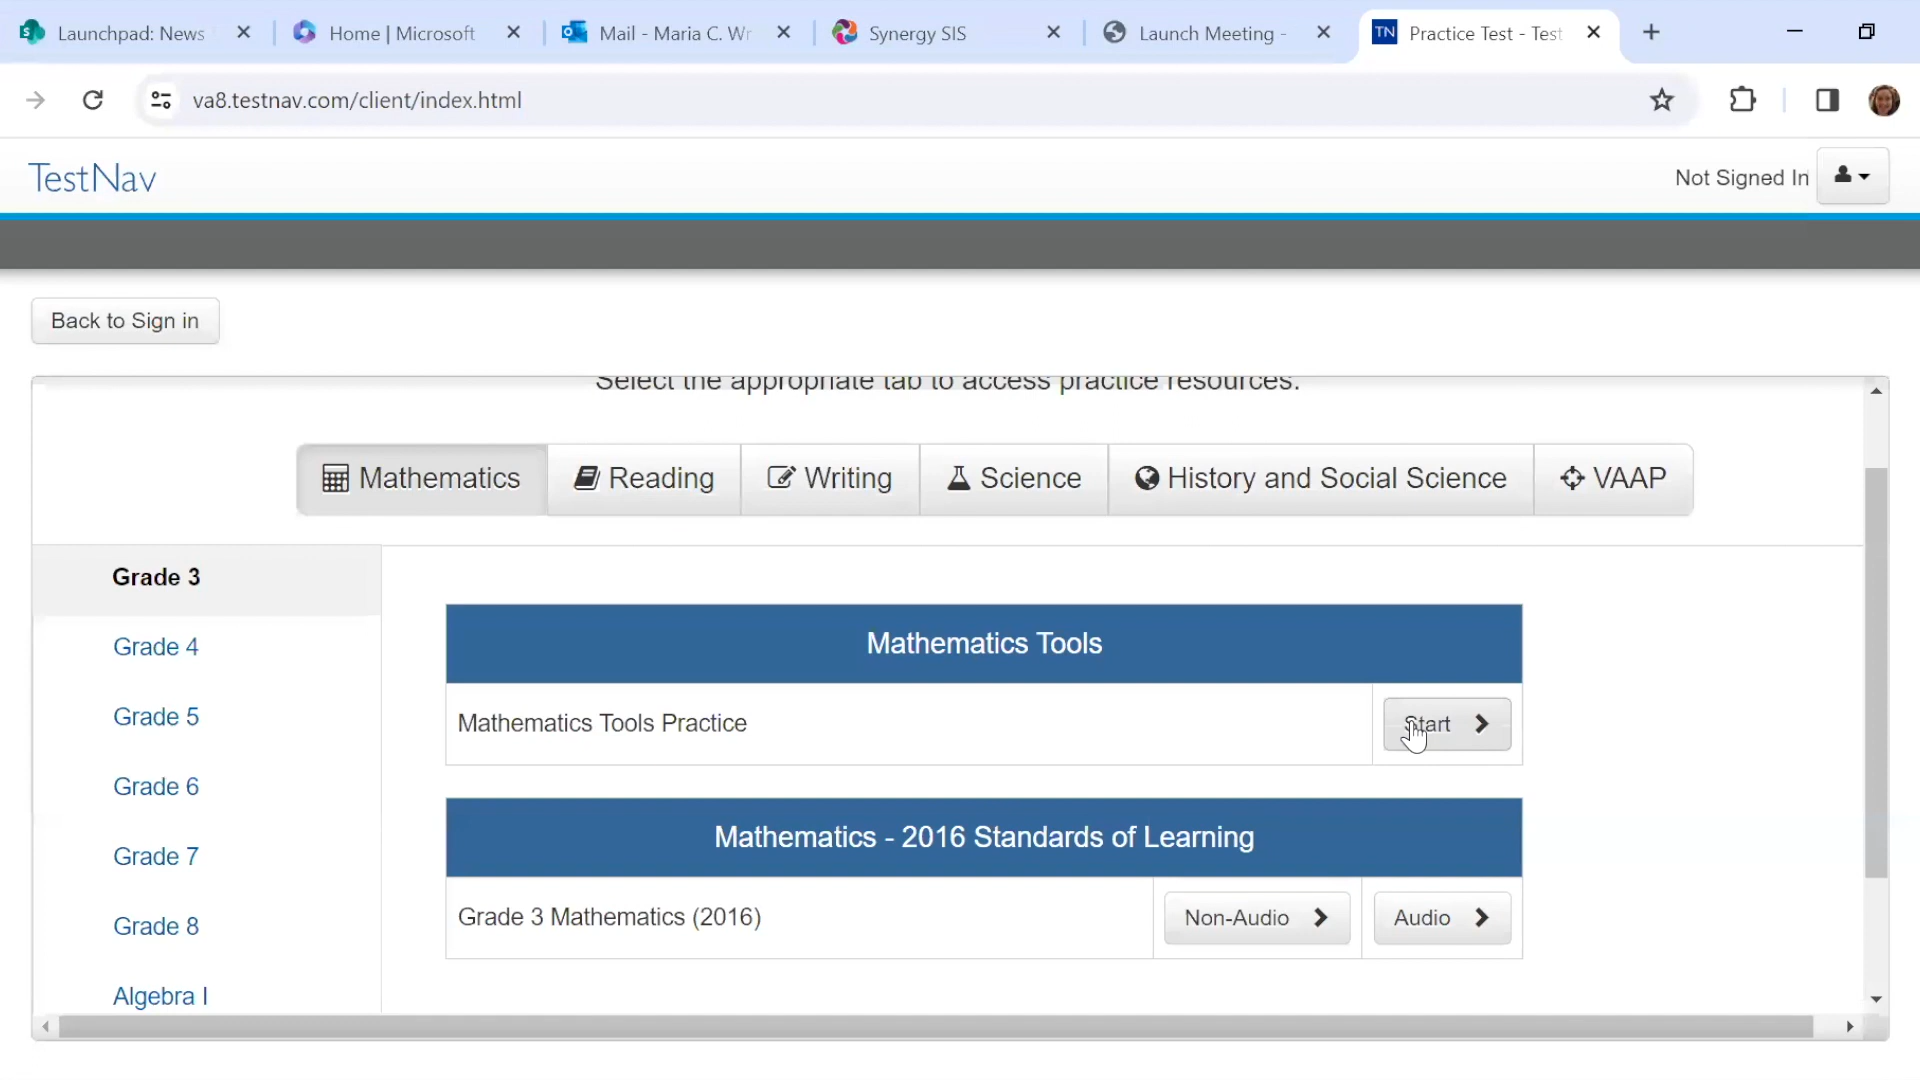 Launchpad: News
Home | Microsoft
Mail - Maria C. Wr
Synergy SIS
Launch Meeting -
TN Practice Test - Test
va8.testnav.com/client/index.html
TestNav
Not Signed In
Back to Sign in
Select the appropriate tab to access practice resources.
Mathematics
Reading
Writing
Science
History and Social Science
VAAP
Grade 3
Grade 4
Grade 5
Grade 6
Grade 7
Grade 8
Algebra I
Mathematics Tools
Mathematics Tools Practice
Start
Mathematics - 2016 Standards of Learning
Grade 3 Mathematics (2016)
Non-Audio
Audio